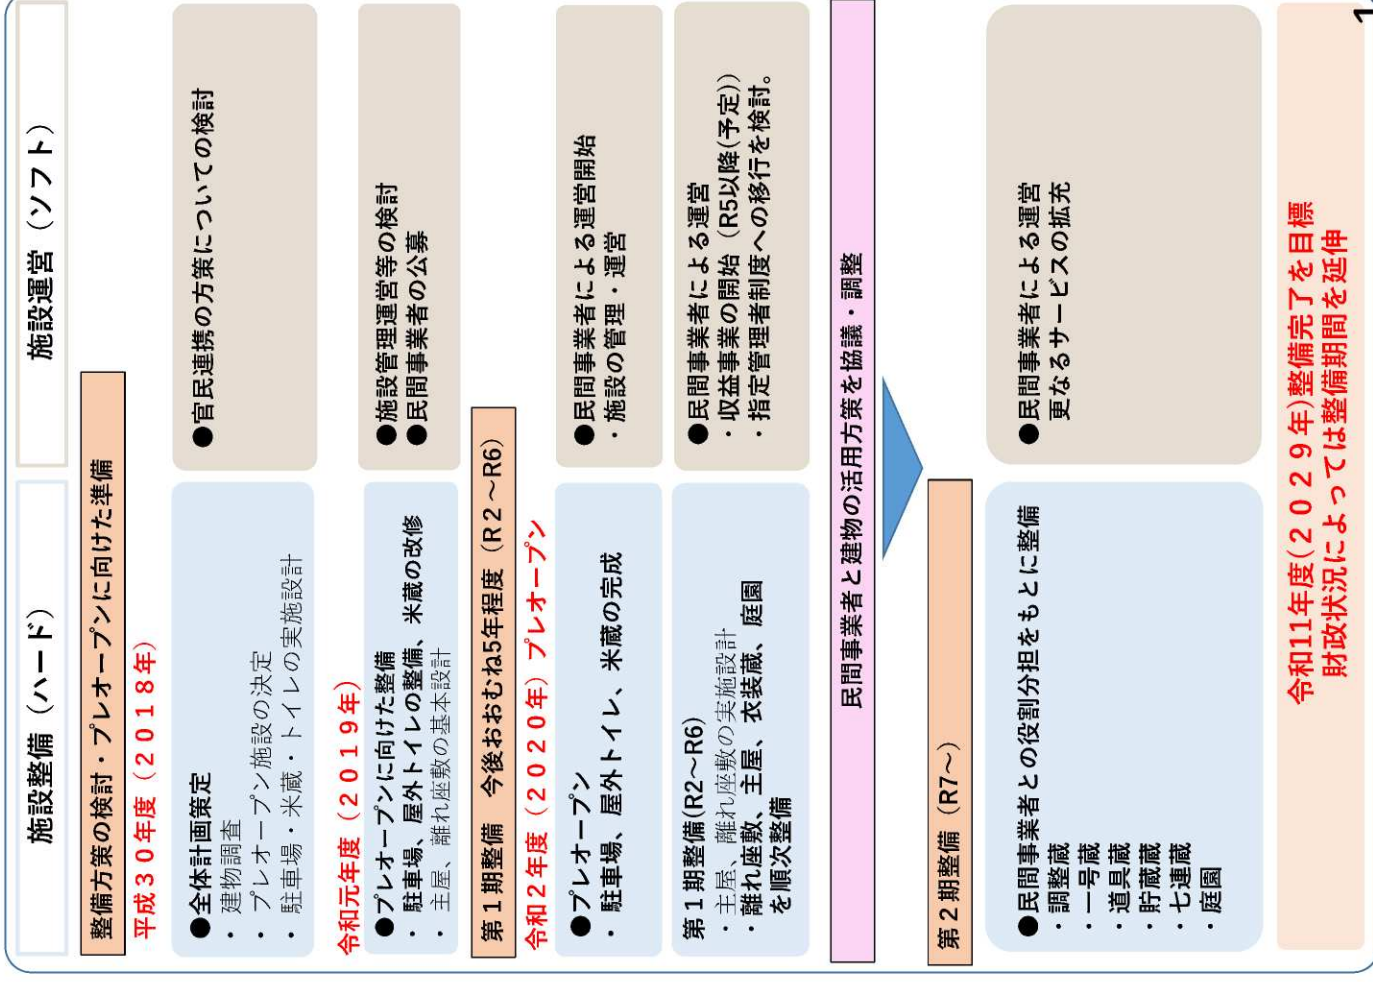 施設整備（ハード）
施設運営（ソフト）
整備方策の検討・プレオープンに向けた準備
平成３０年度（２０１８年）
●全体計画策定
・ 建物調査
・ プレオープン施設の決定
・ 駐車場・米蔵・トイレの実施設計
●官民連携の方策についての検討
令和元年度（２０１９年）
●プレオープンに向けた整備
・ 駐車場、屋外トイレの整備、米蔵の改修
・ 主屋、離れ座敷の基本設計
●施設管理運営等の検討
●民間事業者の公募
第１期整備　今後おおむね5年程度（R２～R6）
令和２年度（２０２０年）プレオープン
●プレオープン
・ 駐車場、屋外トイレ、米蔵の完成
●民間事業者による運営開始
・施設の管理・運営
第１期整備(R2～R6)
・主屋、離れ座敷の実施設計
・離れ座敷、主屋、衣装蔵、庭園
を順次整備
●民間事業者による運営
・収益事業の開始（R5以降(予定)）
・指定管理者制度への移行を検討。
民間事業者と建物の活用方策を協議・調整
第２期整備（R7～）
●民間事業者との役割分担をもとに整備
・調整蔵
・一号蔵
・道具蔵
・貯蔵蔵
・七連蔵
・庭園
●民間事業者による運営
更なるサービスの拡充
令和11年度(２０２９年)整備完了を目標
財政状況によっては整備期間を延伸